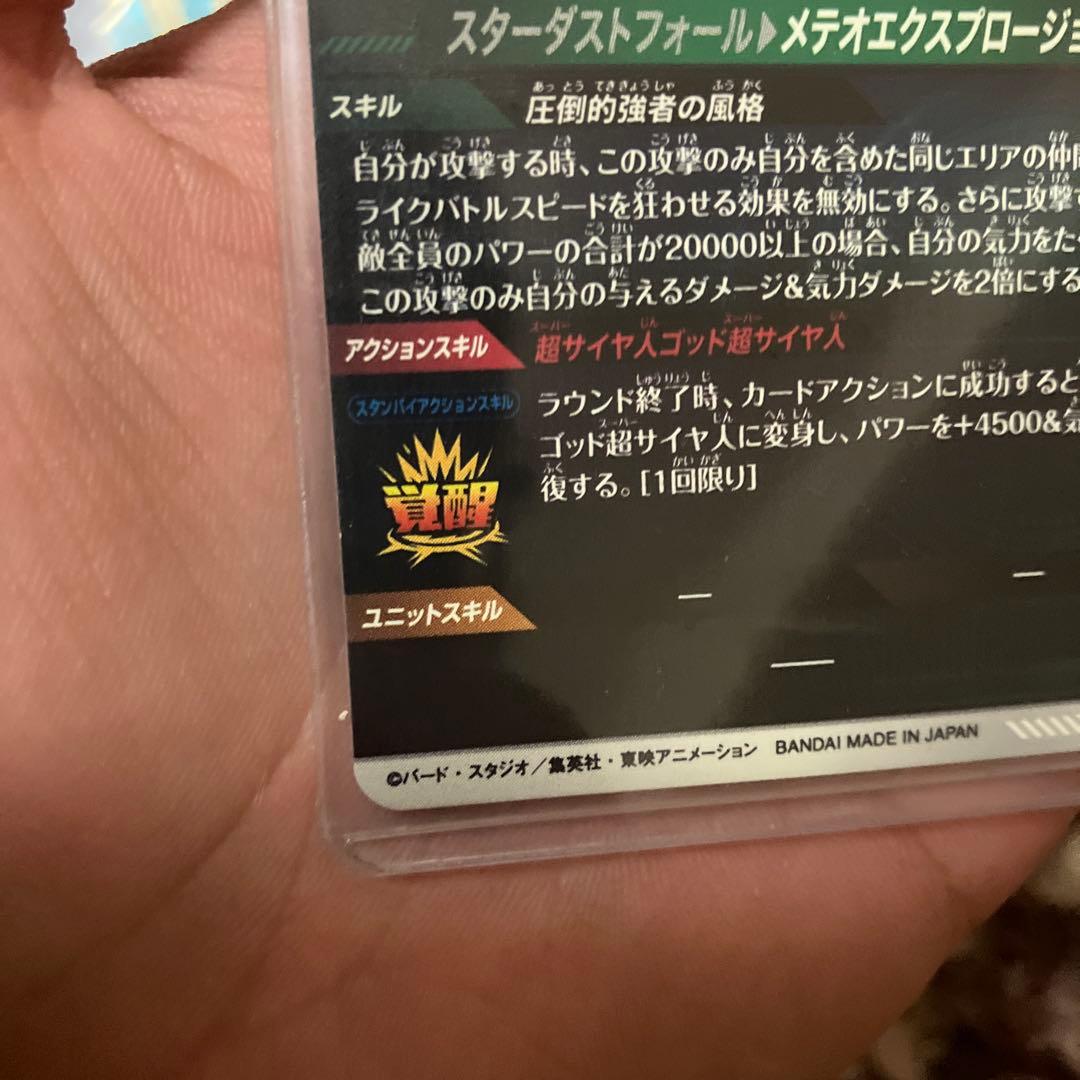 スターダストフォール▶メテオエクスプロージョ
スキル
圧倒的強者の風格
自分が攻撃する時、この攻撃のみ自分を含めた同じエリアの仲間
ライクバトルスピードを狂わせる効果を無効にする。さらに攻撃
敵全員のパワーの合計が20000以上の場合、自分の気力をた
この攻撃のみ自分の与えるダメージ&気力ダメージを2倍にする
アクションスキル
超サイヤ人ゴッド超サイヤ人
スタンバイアクションスキル
ラウンド終了時、カードアクションに成功すると
ゴッド超サイヤ人に変身し、パワーを+4500&気
復する。[1回限り]
覚醒
ユニットスキル
©バード・スタジオ／集英社・東映アニメーション BANDAI MADE IN JAPAN